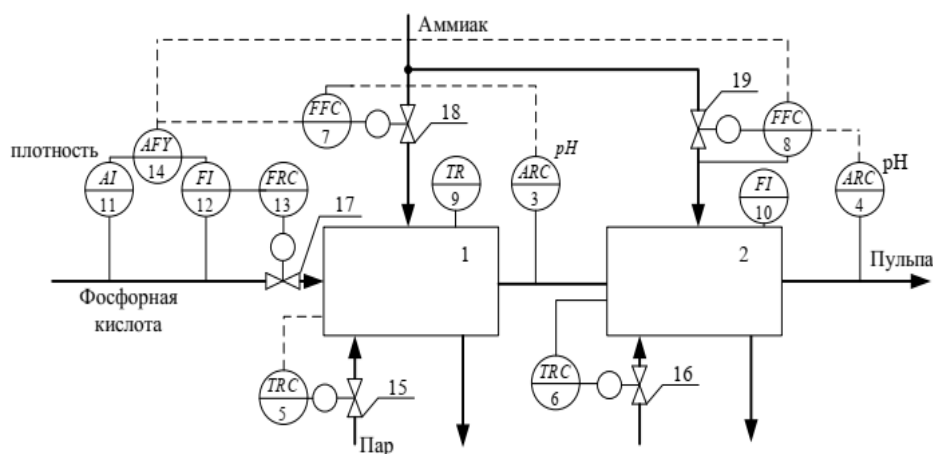 Аммиак
19
FFC
7
18
FFC
8
AFY
14
плотность
pH
pH
AI
11
FI
12
FRC
13
17
TR
9
ARC
3
FI
10
ARC
4
1
2
Пульпа
Фосфорная
кислота
TRC
5
15
TRC
6
16
Пар